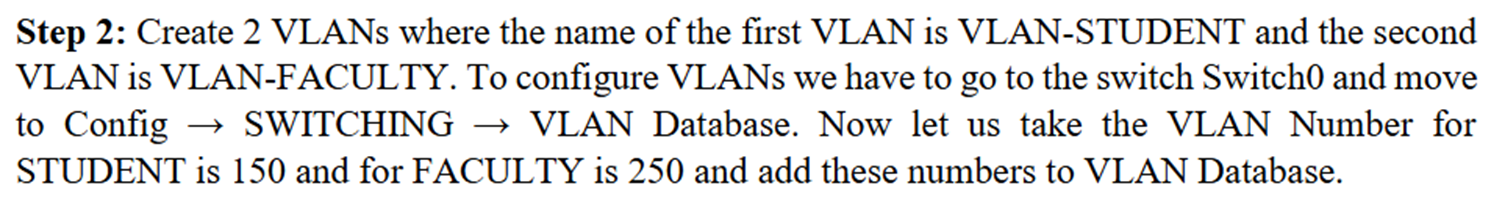 Step 2: Create 2 VLANs where the name of the first VLAN is VLAN-STUDENT and the second
VLAN is VLAN-FACULTY. To configure VLANs we have to go to the switch Switch0 and move
to Config → SWITCHING → VLAN Database. Now let us take the VLAN Number for
STUDENT is 150 and for FACULTY is 250 and add these numbers to VLAN Database.